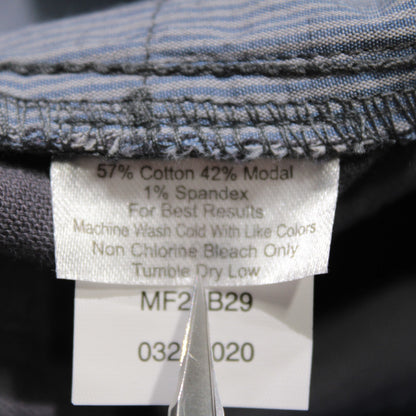 57% Cotton 42% Modal
1% Spandex
For Best Results
Machine Wash Cold With Like Colors
Non Chlorine Bleach Only
Tumble Dry Low